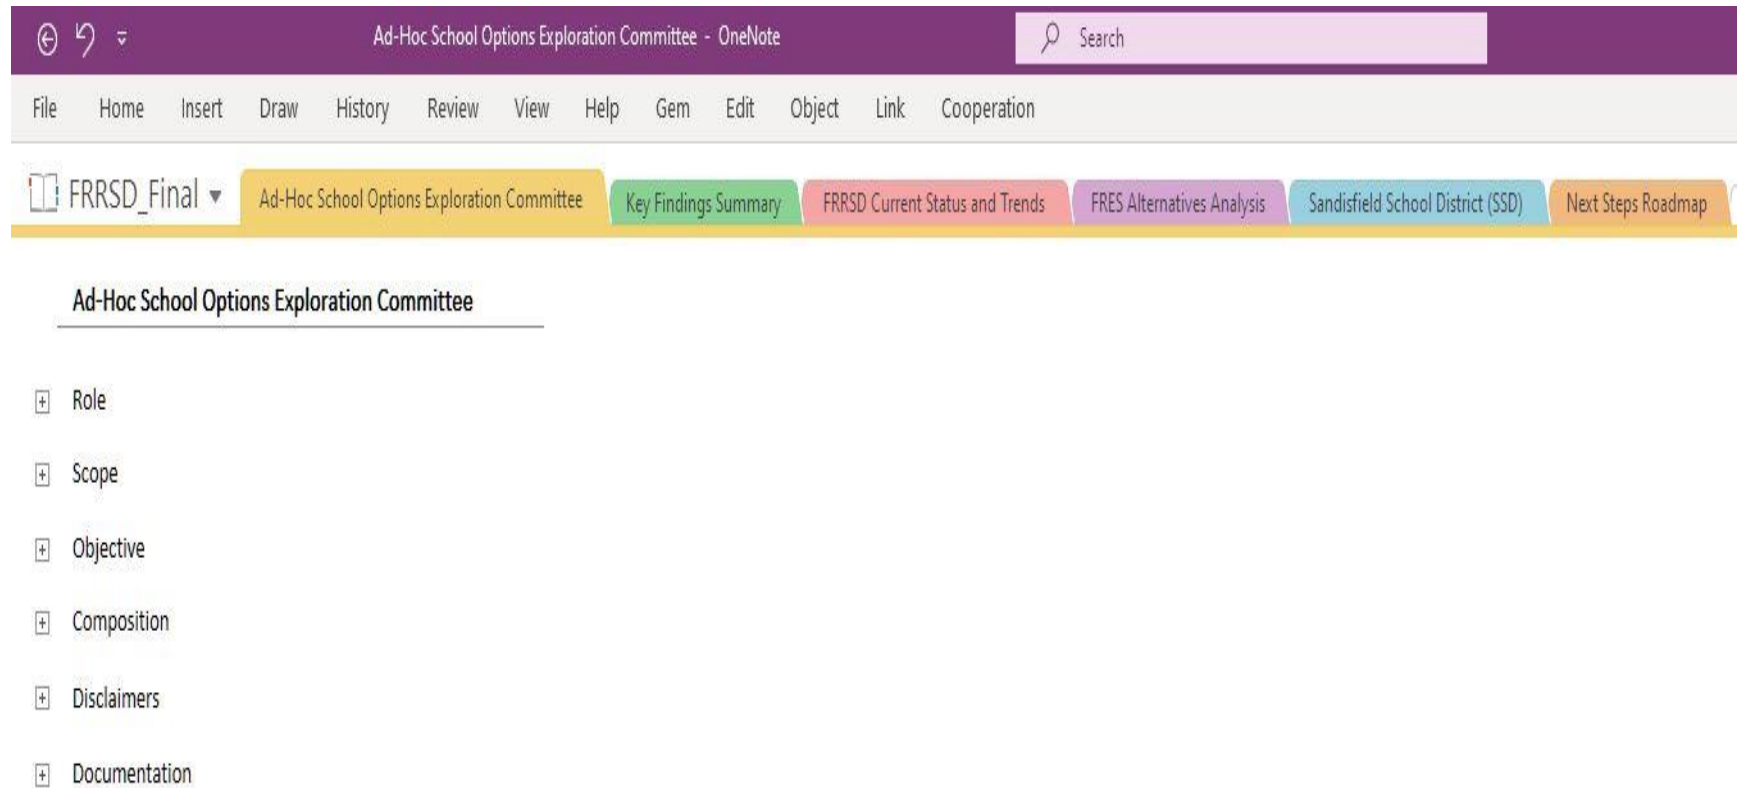 Ad-Hoc School Options Exploration Committee - OneNote
Search
File Home Insert Draw History Review View Help Gem Edit Object Link Cooperation
FRRSD_Final
Ad-Hoc School Options Exploration Committee
Key Findings Summary
FRRSD Current Status and Trends
FRES Alternatives Analysis
Sandisfield School District (SSD)
Next Steps Roadmap
Ad-Hoc School Options Exploration Committee
Role
Scope
Objective
Composition
Disclaimers
Documentation